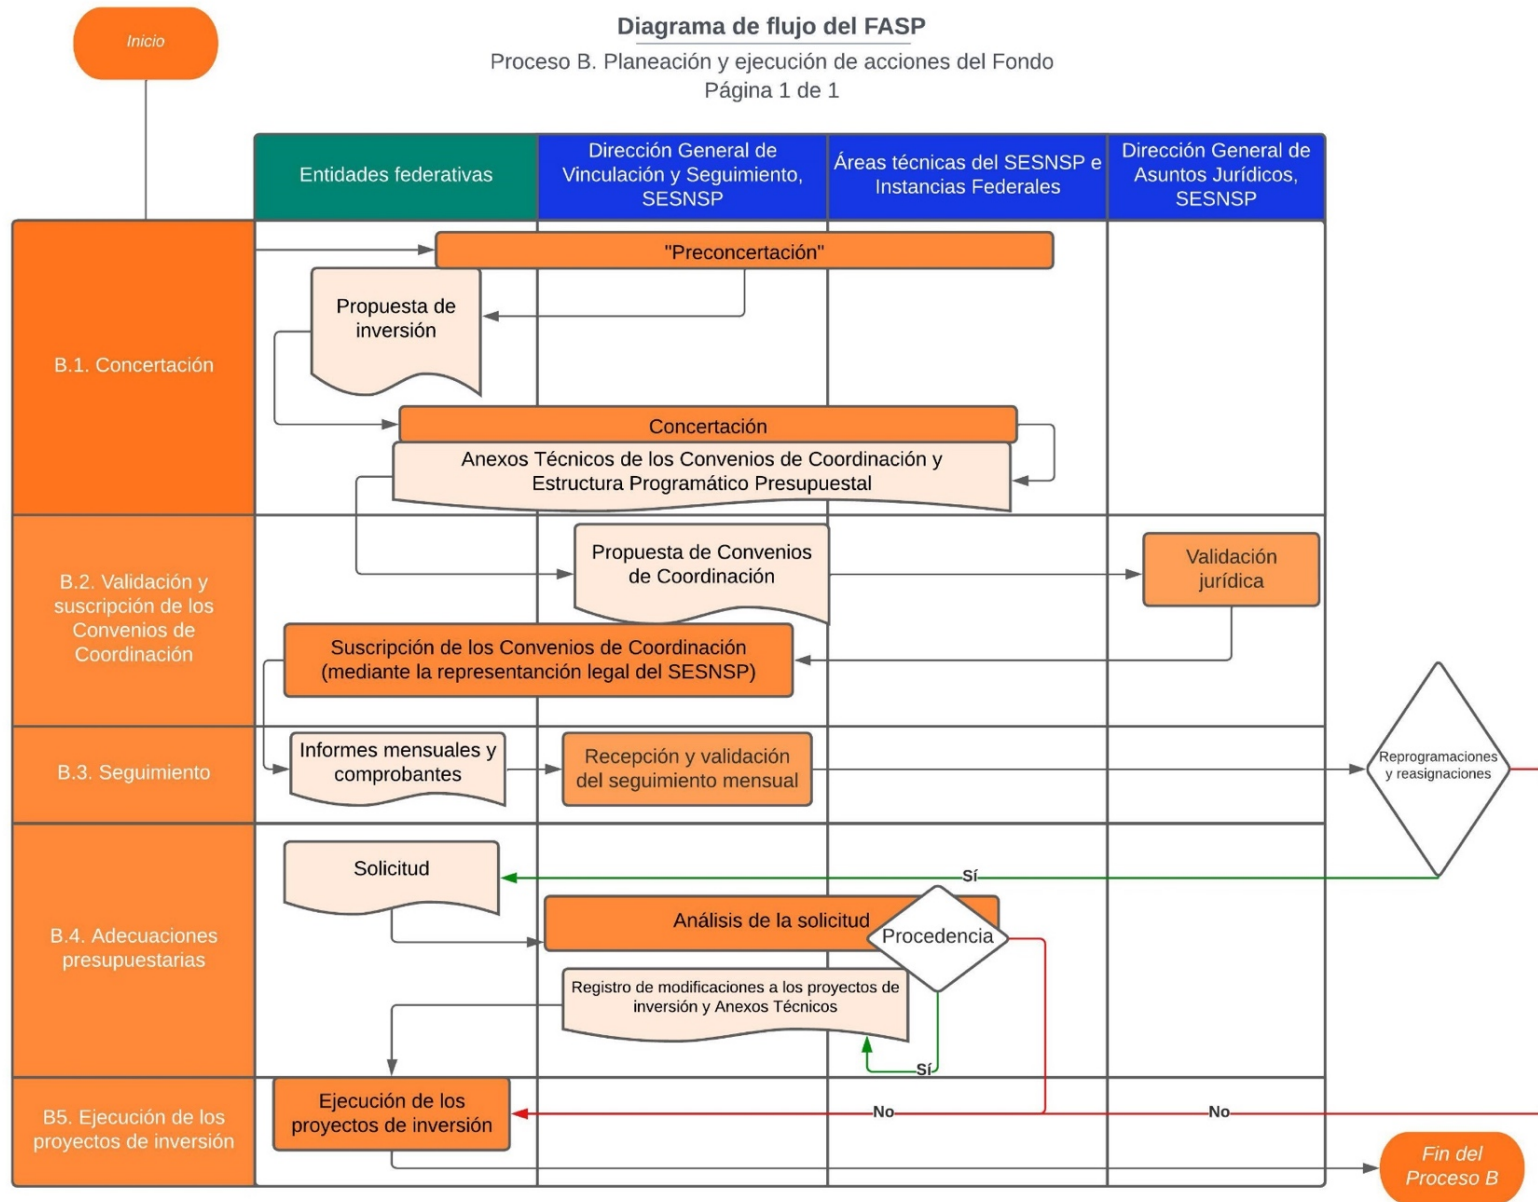 Inicio
Diagrama de flujo del FASP
Proceso B. Planeación y ejecución de acciones del Fondo
Página 1 de 1
Entidades federativas
Dirección General de
Vinculación y Seguimiento,
SESNSP
Áreas técnicas del SESNSP e
Instancias Federales
Dirección General de
Asuntos Jurídicos,
SESNSP
B.1. Concertación
"Preconcertación"
Propuesta de
inversión
Concertación
Anexos Técnicos de los Convenios de Coordinación y
Estructura Programático Presupuestal
B.2. Validación y
suscripción de los
Convenios de
Coordinación
Propuesta de Convenios
de Coordinación
Validación
jurídica
Suscripción de los Convenios de Coordinación
(mediante la representanción legal del SESNSP)
B.3. Seguimiento
Informes mensuales y
comprobantes
Recepción y validación
del seguimiento mensual
Reprogramaciones
y reasignaciones
B.4. Adecuaciones
presupuestarias
Solicitud
Sí
Análisis de la solicitud
Procedencia
Registro de modificaciones a los proyectos de
inversión y Anexos Técnicos
Sí
B5. Ejecución de los
proyectos de inversión
Ejecución de los
proyectos de inversión
No
No
Fin del
Proceso B